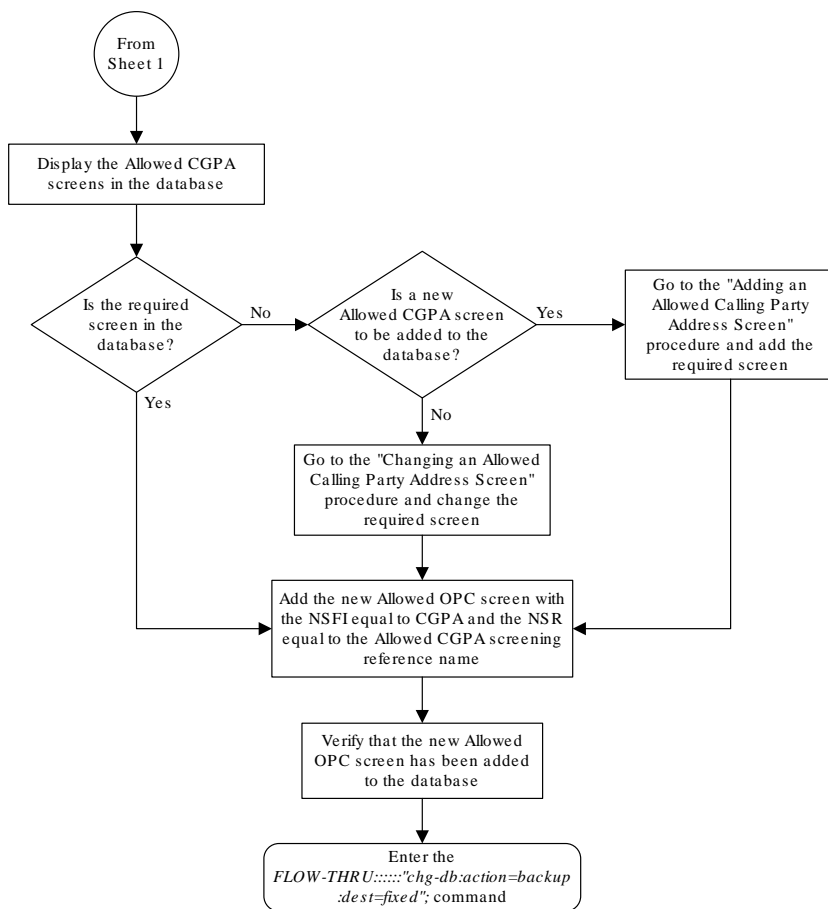 From
Sheet 1
Display the Allowed CGPA
screens in the database
Is the required
screen in the
database?
No
Is a new
Allowed CGPA screen
to be added to the
database?
Yes
Go to the "Adding an
Allowed Calling Party
Address Screen"
procedure and add the
required screen
Yes
No
Go to the "Changing an Allowed
Calling Party Address Screen"
procedure and change the
required screen
Add the new Allowed OPC screen with
the NSFI equal to CGPA and the NSR
equal to the Allowed CGPA screening
reference name
Verify that the new Allowed
OPC screen has been added
to the database
Enter the
FLOW-THRU::::::"chg-db:action=backup
:dest=fixed"; command